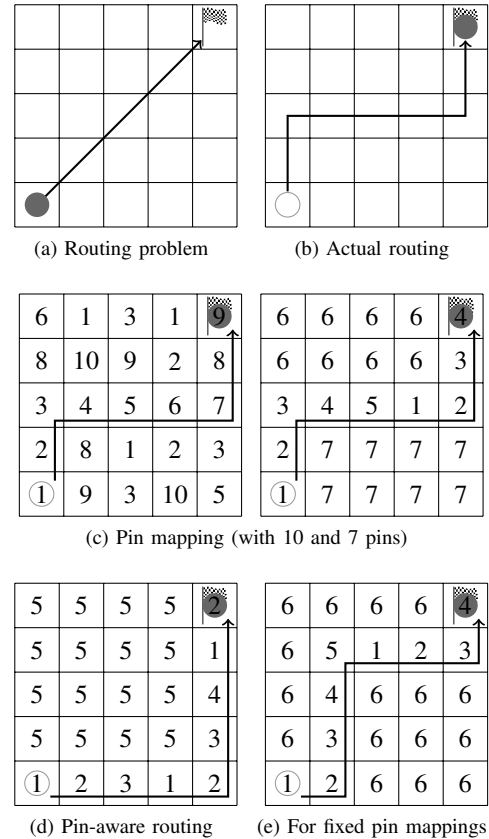 (a) Routing problem
(b) Actual routing
6 1 3 1 9
8 10 9 2 8
3 4 5 6 7
2 8 1 2 3
1 9 3 10 5
6 6 6 6 4
6 6 6 6 3
3 4 5 1 2
2 7 7 7 7
1 7 7 7 7
(c) Pin mapping (with 10 and 7 pins)
5 5 5 5 2
5 5 5 5 1
5 5 5 5 4
5 5 5 5 3
1 2 3 1 2
6 6 6 6 4
6 5 1 2 3
6 4 6 6 6
6 3 6 6 6
1 2 6 6 6
(d) Pin-aware routing
(e) For fixed pin mappings